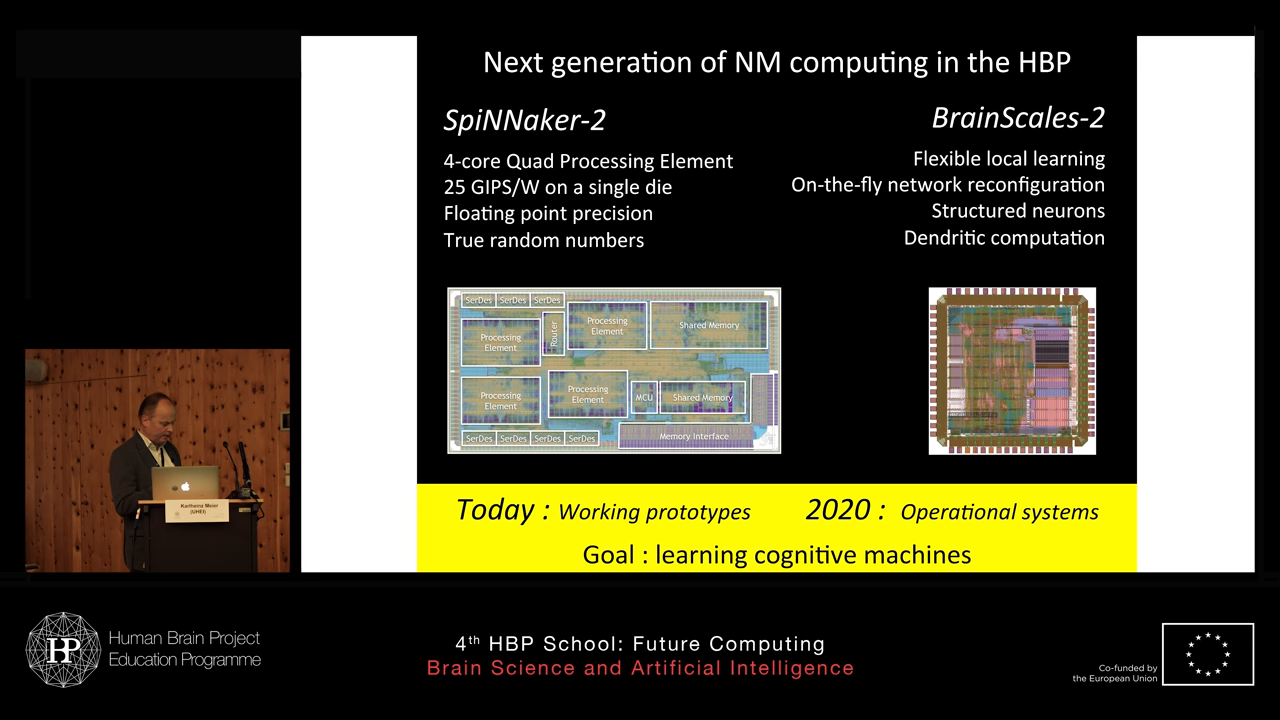 Next generation of NM computing in the HBP
SpiNNaker-2
4-core Quad Processing Element
25 GIPS/W on a single die
Floating point precision
True random numbers
BrainScales-2
Flexible local learning
On-the-fly network reconfiguration
Structured neurons
Dendritic computation
SerDes SerDes SerDes
Processing
Element
Router
Processing
Element
Shared Memory
Processing
Element
Processing
Element
MCU
Shared Memory
SerDes SerDes SerDes SerDes
Memory Interface
Today : Working prototypes
2020 : Operational systems
Goal : learning cognitive machines
Karlheinz Meier
(UHEI)
HP
Human Brain Project
Education Programme
4th HBP School: Future Computing
Brain Science and Artificial Intelligence
Co-funded by
the European Union